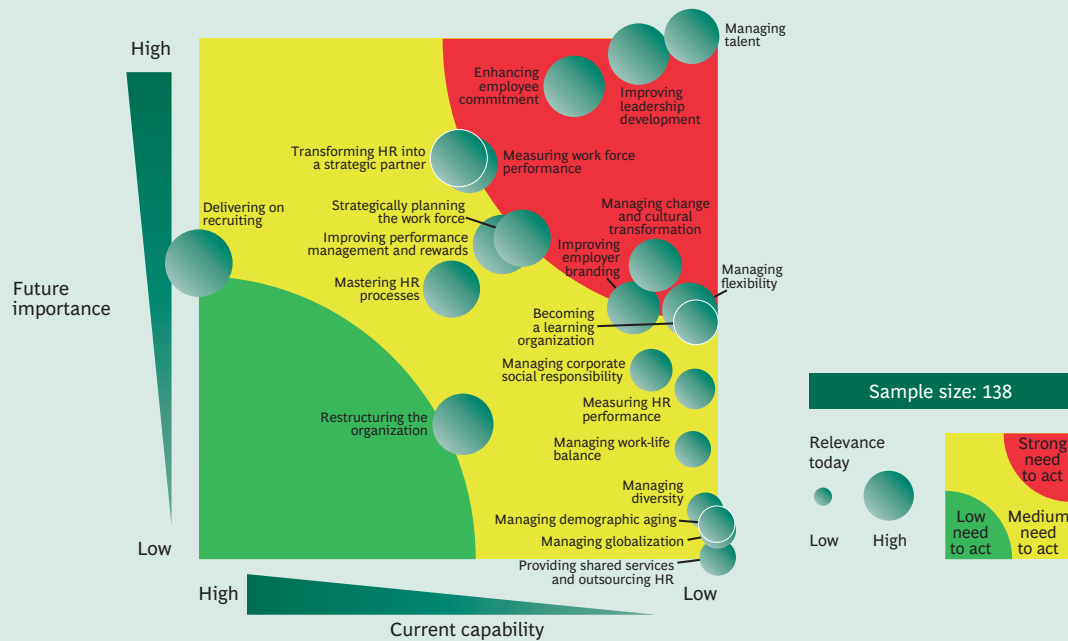 High
Managing
talent
Enhancing
employee
commitment
Improving
leadership
development
Transforming HR into
a strategic partner
Measuring work force
performance
Delivering on
recruiting
Strategically planning
the work force
Improving performance
management and rewards
Managing change
and cultural
transformation
Improving
employer
branding
Managing
flexibility
Mastering HR
processes
Future
importance
Becoming
a learning
organization
Managing corporate
social responsibility
Measuring HR
performance
Restructuring the
organization
Managing work-life
balance
Managing
diversity
Managing demographic aging
Managing globalization
Providing shared services
and outsourcing HR
Low
High
Low
Current capability
Sample size: 138
Relevance
today
Low
High
Strong
need
to act
Low
need
to act
Medium
need
to act